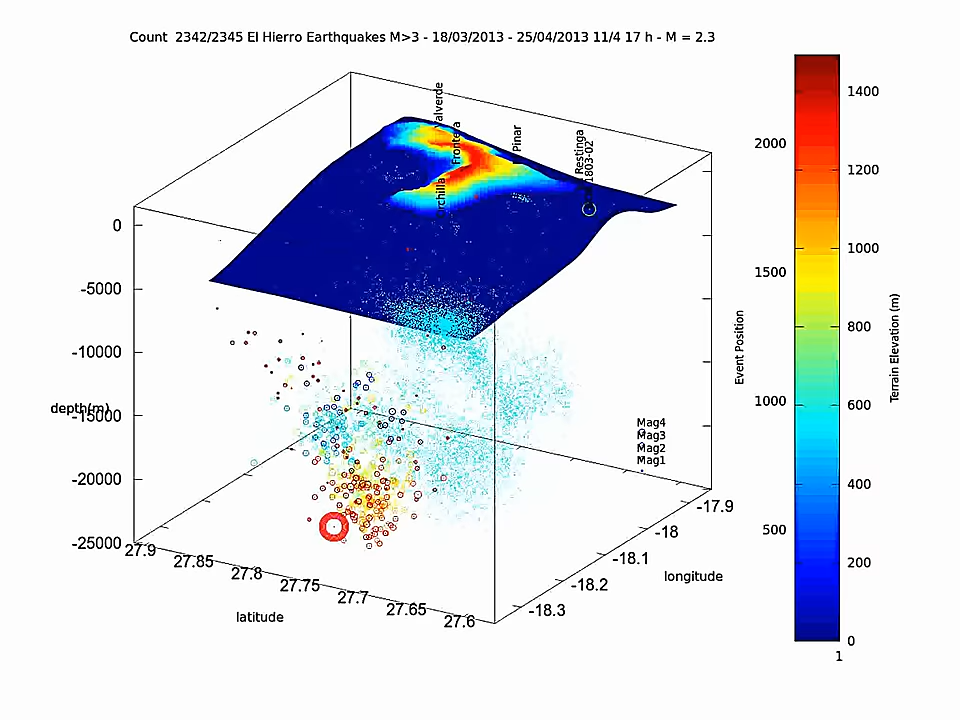 Count 2342/2345 El Hierro Earthquakes M>3 - 18/03/2013 - 25/04/2013 11/4 17 h - M = 2.3
alverde
Frontera
Pinar
Restinga
1803-02
Orchilla
0
-5000
-10000
depth(m)
-15000
-20000
-25000
27.9
27.85
27.8
27.75
27.7
27.65
27.6
latitude
-18.3
-18.2
-18.1
-18
-17.9
longitude
Mag4
Mag3
Mag2
Mag1
2000
1500
1000
500
Event Position
1400
1200
1000
800
600
400
200
0
1
Terrain Elevation (m)